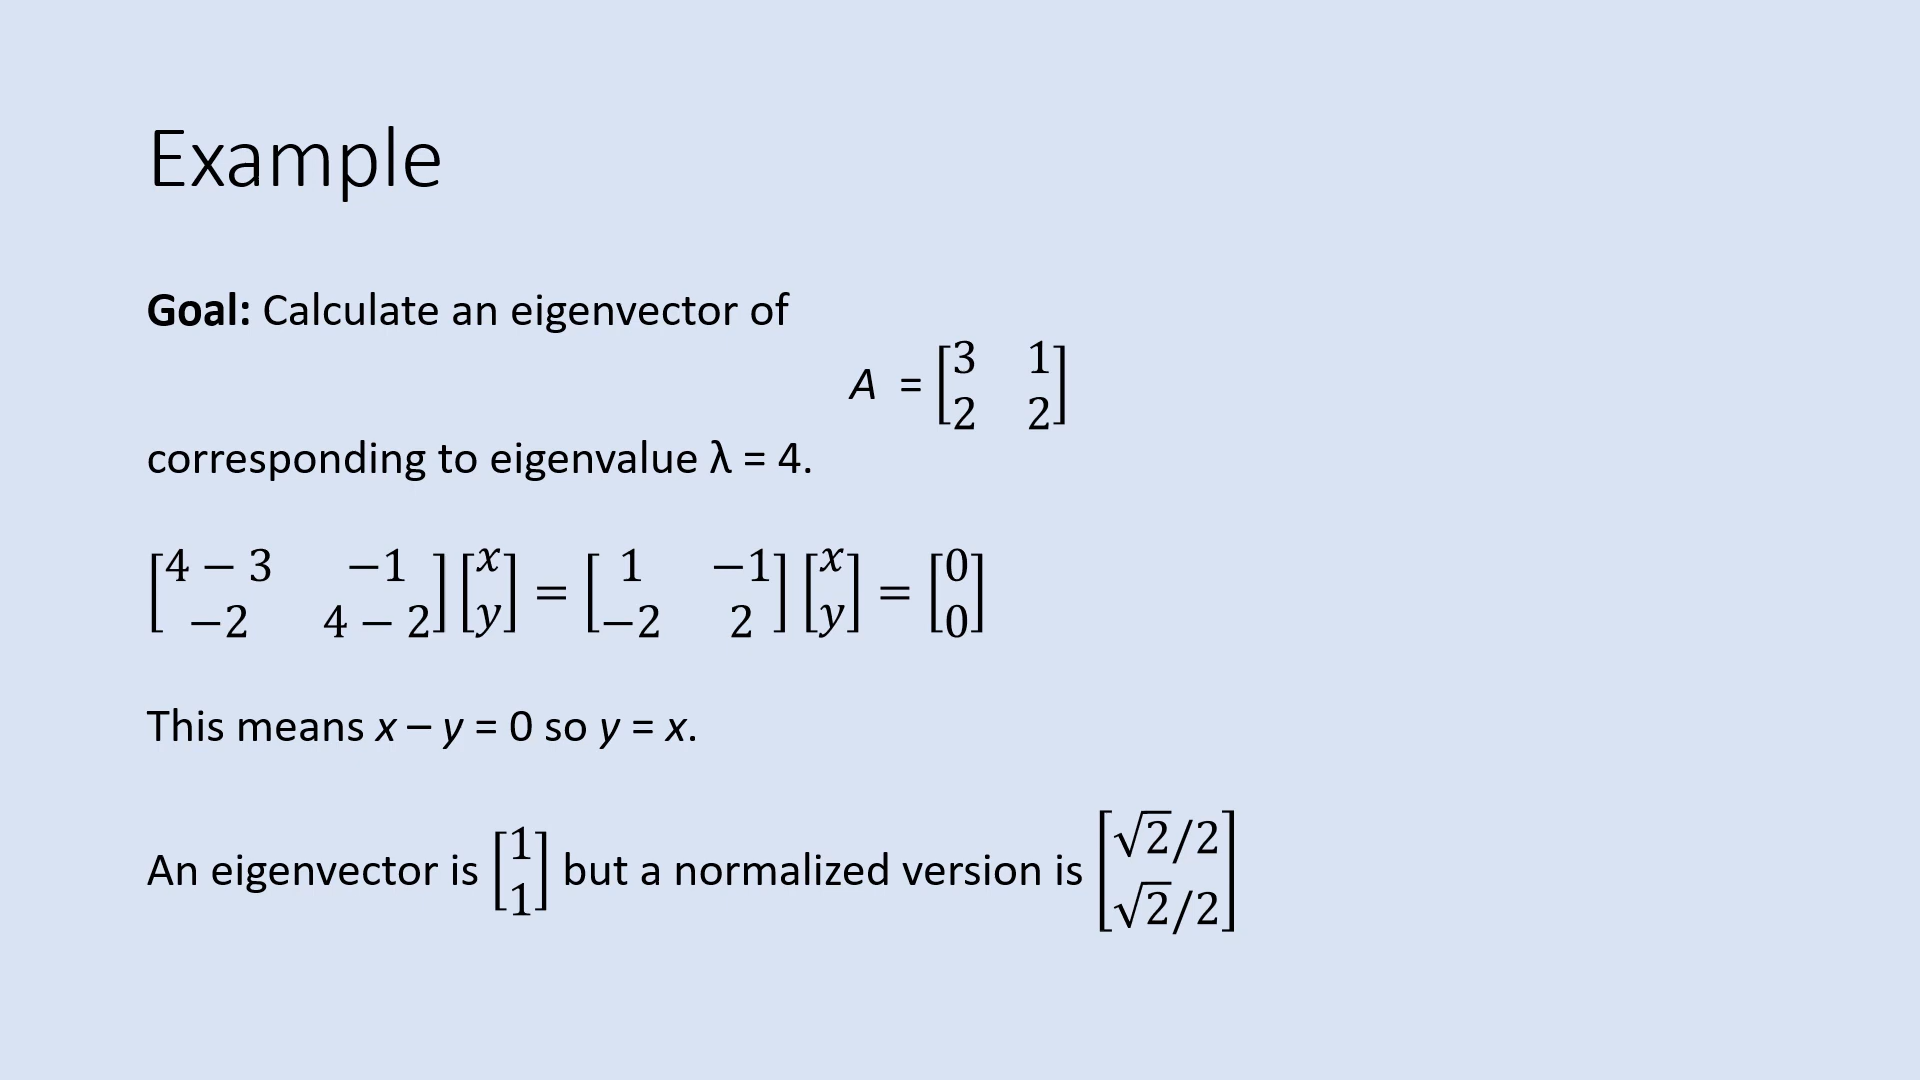 Example
Goal: Calculate an eigenvector of
A = [3 1
2 2]
corresponding to eigenvalue λ = 4.
[4 − 3 −1
−2 4 − 2] [x
y] = [1 −1
−2 2] [x
y] = [0
0]
This means x – y = 0 so y = x.
An eigenvector is [1
1] but a normalized version is [√2/2
√2/2]